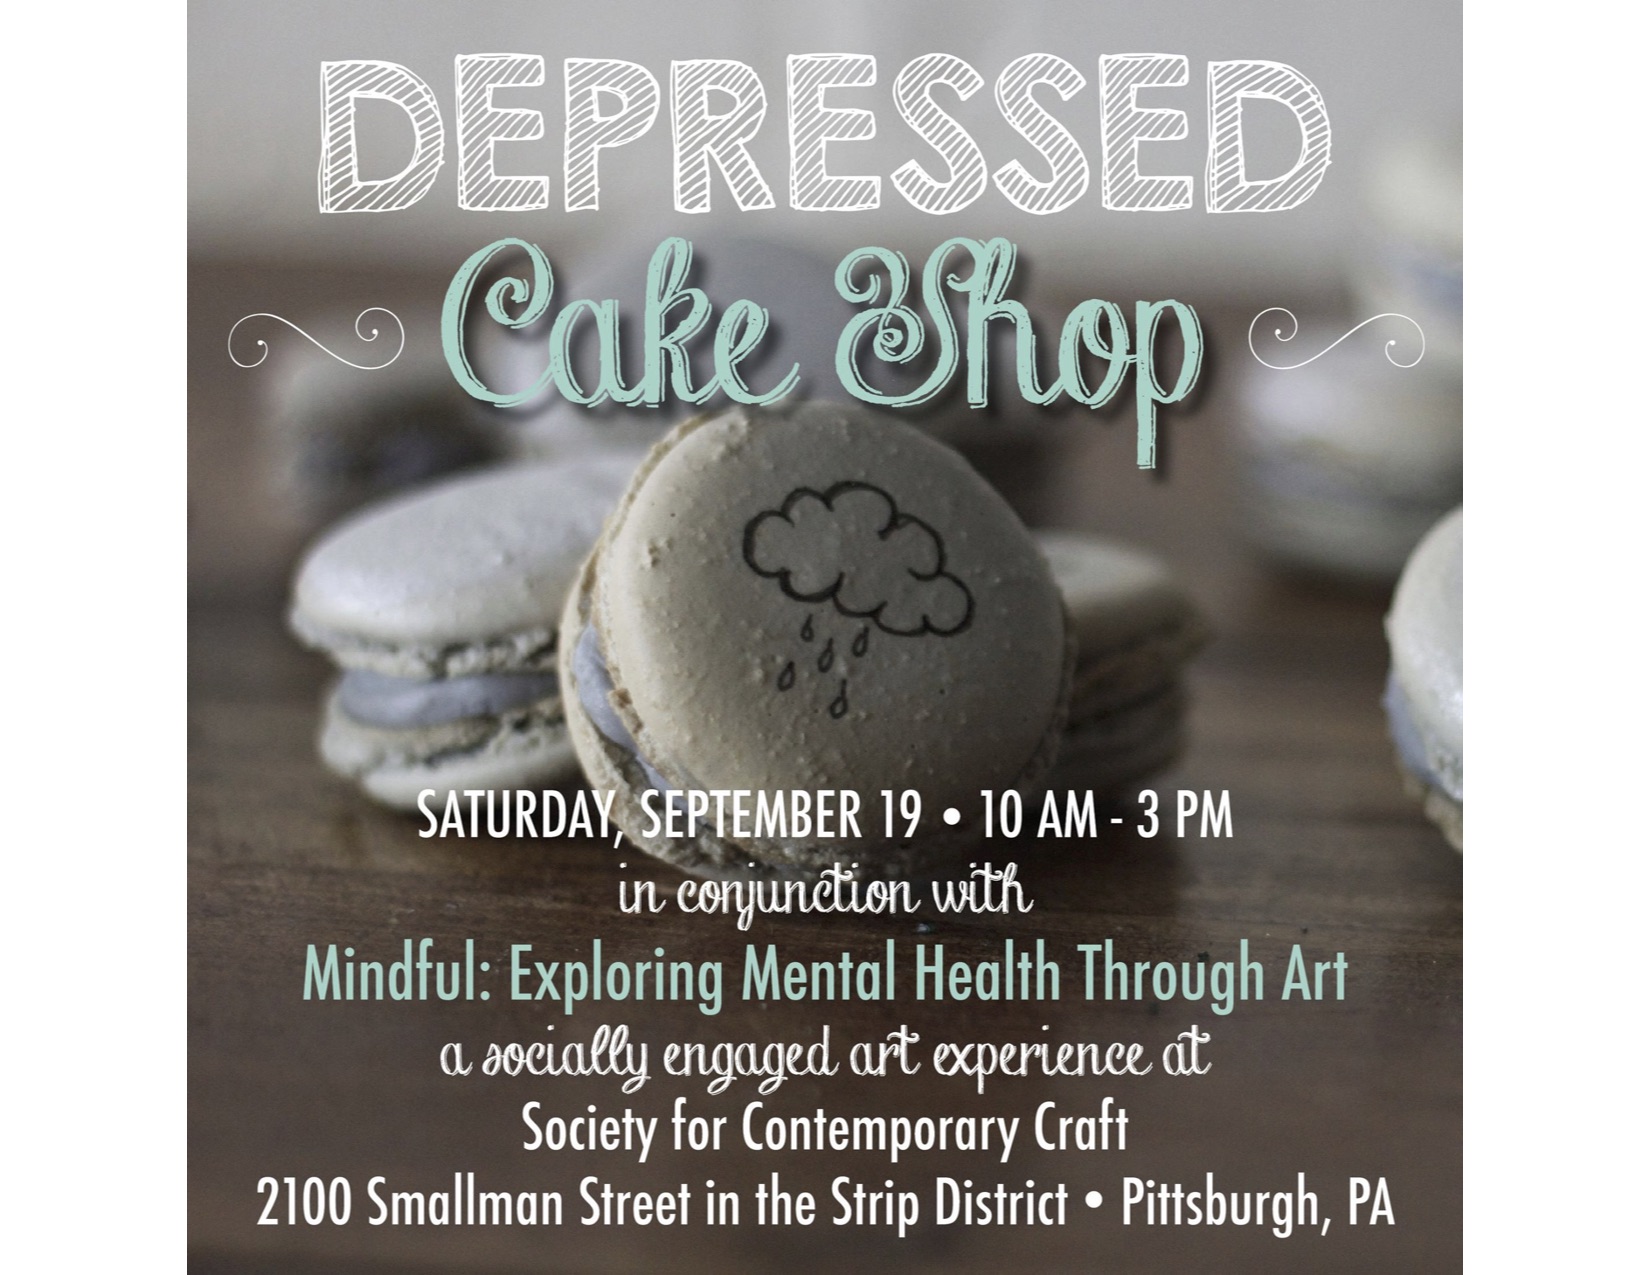 DEPRESSED
Cake Shop
SATURDAY, SEPTEMBER 19 • 10 AM - 3 PM
in conjunction with
Mindful: Exploring Mental Health Through Art
a socially engaged art experience at
Society for Contemporary Craft
2100 Smallman Street in the Strip District • Pittsburgh, PA